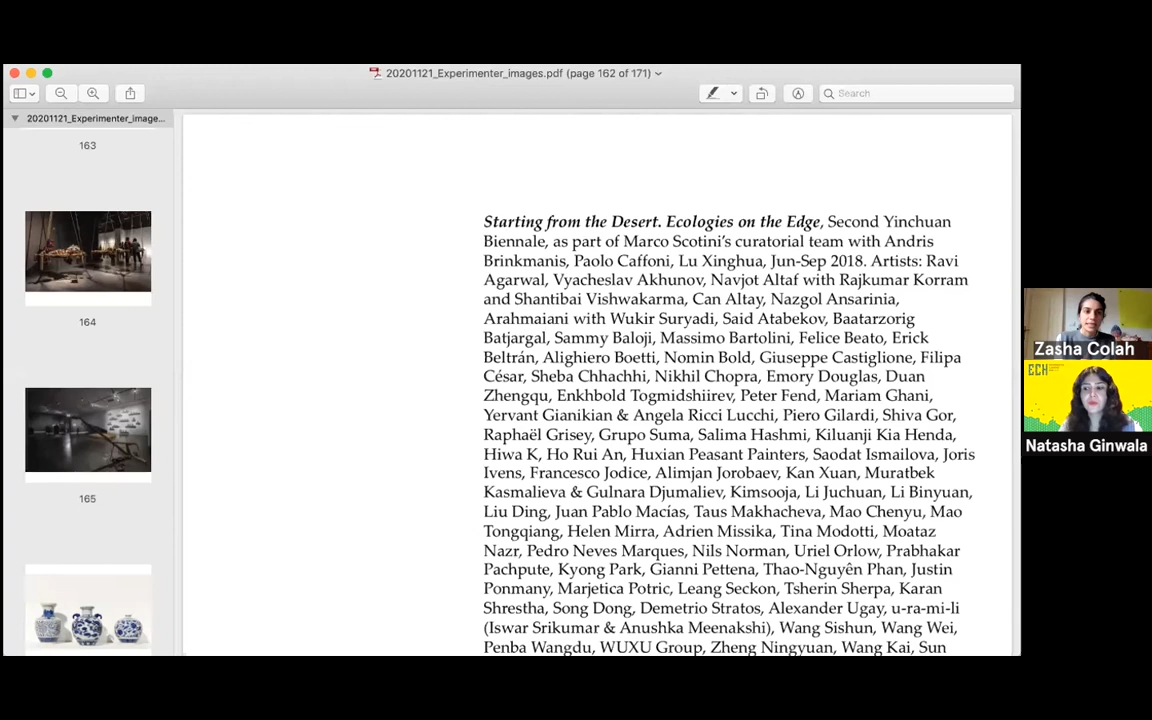 20201121_Experimenter_images.pdf (page 162 of 171)
Search
20201121_Experimenter_image...
163
164
165
Starting from the Desert. Ecologies on the Edge, Second Yinchuan
Biennale, as part of Marco Scotini's curatorial team with Andris
Brinkmanis, Paolo Caffoni, Lu Xinghua, Jun-Sep 2018. Artists: Ravi
Agarwal, Vyacheslav Akhunov, Navjot Altaf with Rajkumar Korram
and Shantibai Vishwakarma, Can Altay, Nazgol Ansarinia,
Arahmaiani with Wukir Suryadi, Said Atabekov, Baatarzorig
Batjargal, Sammy Baloji, Massimo Bartolini, Felice Beato, Erick
Beltrán, Alighiero Boetti, Nomin Bold, Giuseppe Castiglione, Filipa
César, Sheba Chhachhi, Nikhil Chopra, Emory Douglas, Duan
Zhengqu, Enkhbold Togmidshiirev, Peter Fend, Mariam Ghani,
Yervant Gianikian & Angela Ricci Lucchi, Piero Gilardi, Shiva Gor,
Raphaël Grisey, Grupo Suma, Salima Hashmi, Kiluanji Kia Henda,
Hiwa K, Ho Rui An, Huxian Peasant Painters, Saodat Ismailova, Joris
Ivens, Francesco Jodice, Alimjan Jorobaev, Kan Xuan, Muratbek
Kasmalieva & Gulnara Djumaliev, Kimsooja, Li Juchuan, Li Binyuan,
Liu Ding, Juan Pablo Macías, Taus Makhacheva, Mao Chenyu, Mao
Tongqiang, Helen Mirra, Adrien Missika, Tina Modotti, Moataz
Nazr, Pedro Neves Marques, Nils Norman, Uriel Orlow, Prabhakar
Pachpute, Kyong Park, Gianni Pettena, Thao-Nguyên Phan, Justin
Ponmany, Marjetica Potric, Leang Seckon, Tsherin Sherpa, Karan
Shrestha, Song Dong, Demetrio Stratos, Alexander Ugay, u-ra-mi-li
(Iswar Srikumar & Anushka Meenakshi), Wang Sishun, Wang Wei,
Penba Wangdu, WUXU Group, Zheng Ningyuan, Wang Kai, Sun
Zasha Colah
ECH
Natasha Ginwala